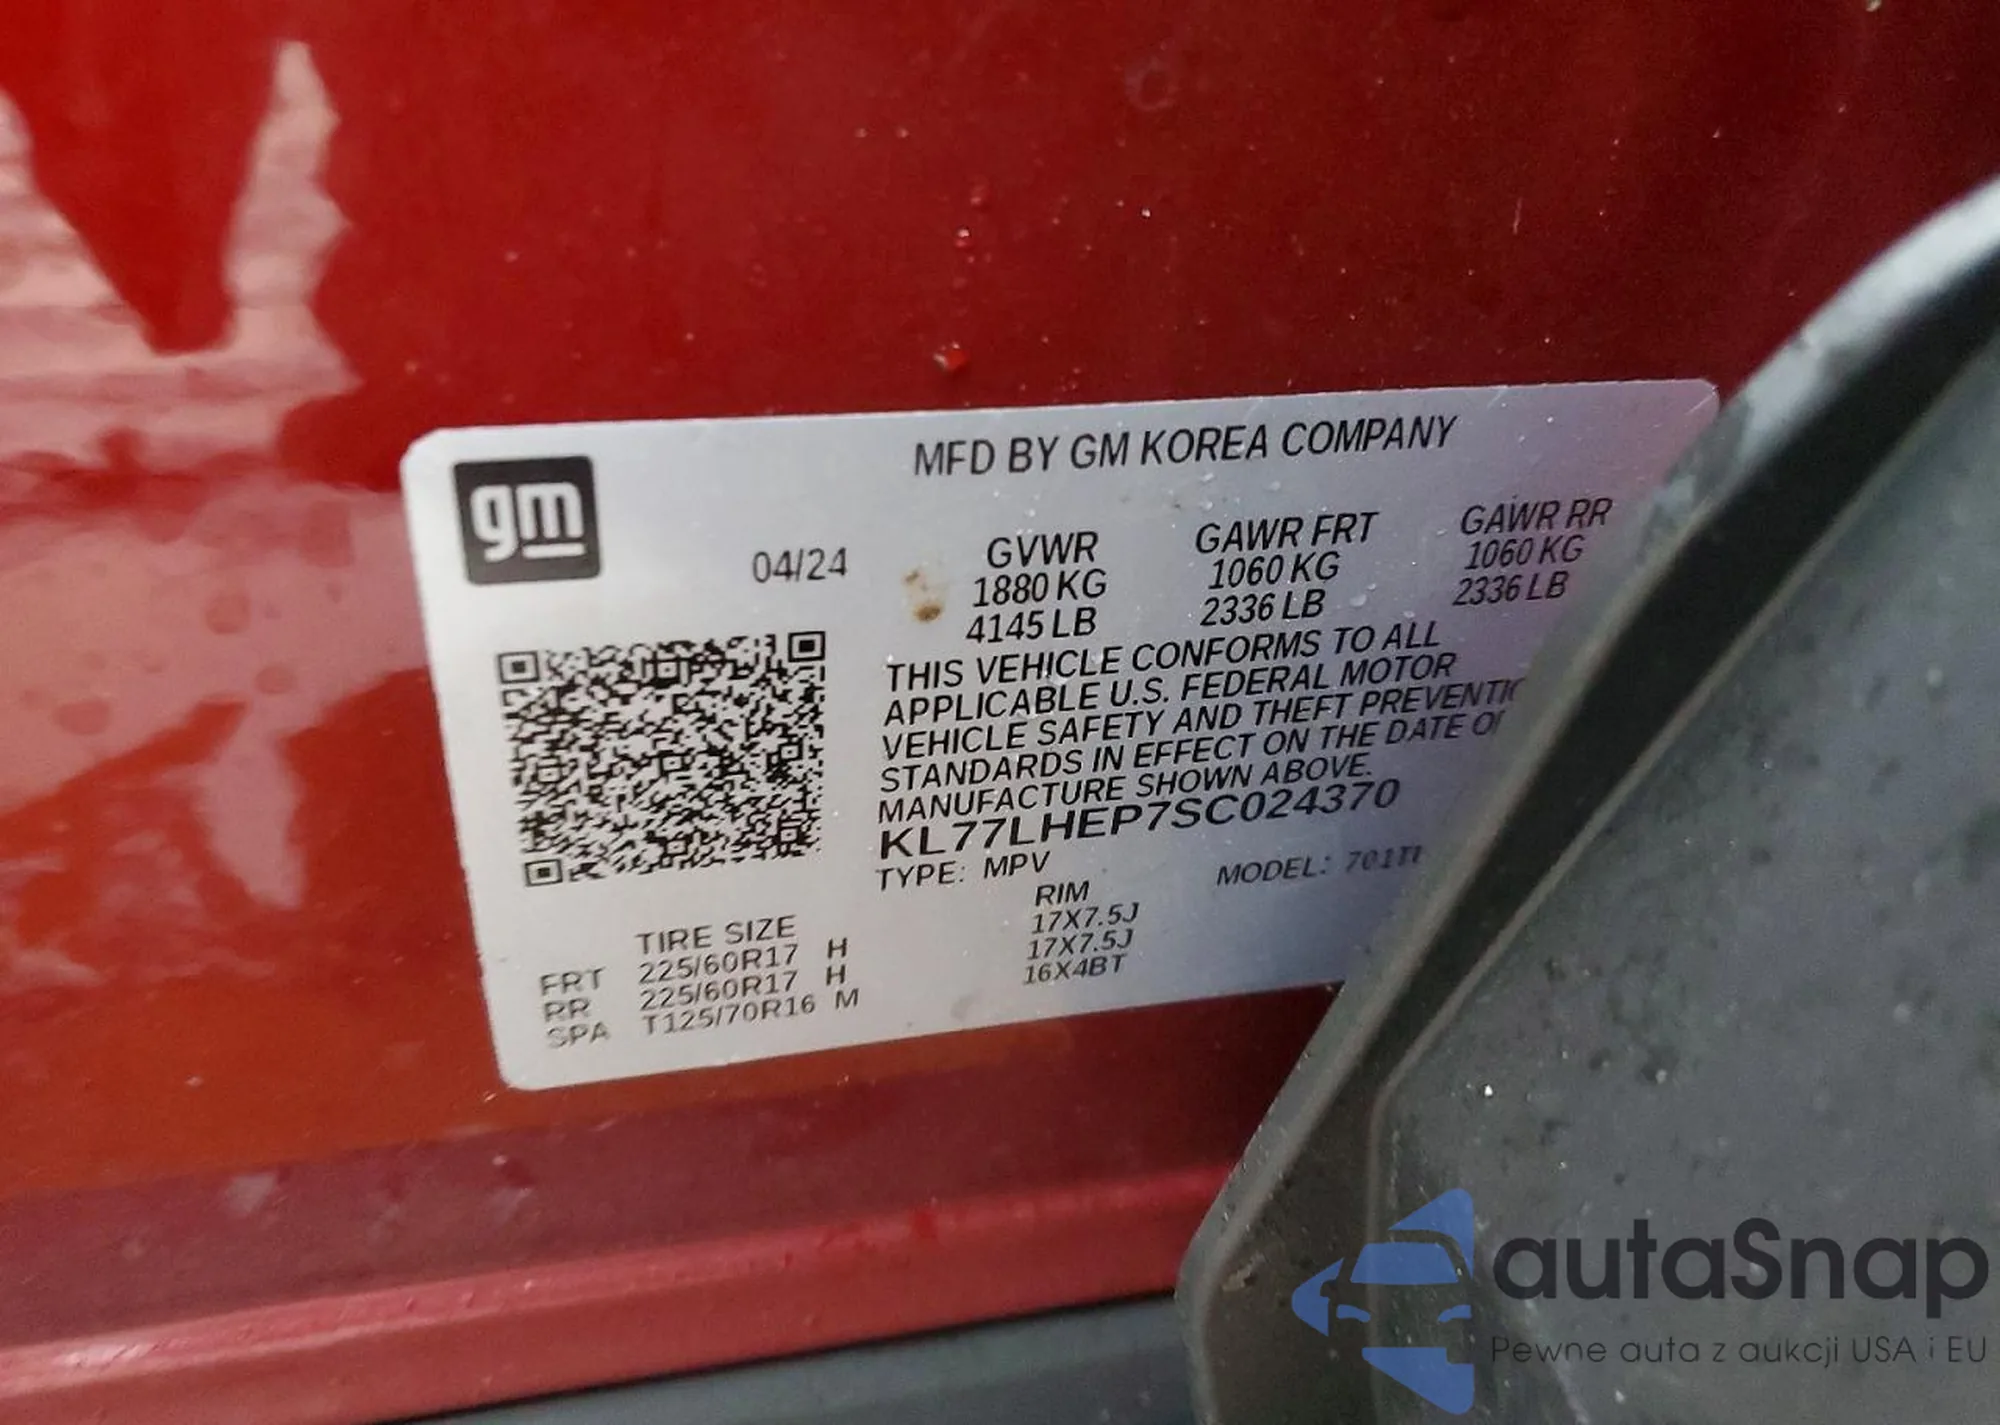 gm
MFD BY GM KOREA COMPANY
04/24
GVWR GAWR FRT GAWR RR
1880 KG 1060 KG 1060 KG
4145 LB 2336 LB 2336 LB
THIS VEHICLE CONFORMS TO ALL
APPLICABLE U.S. FEDERAL MOTOR
VEHICLE SAFETY AND THEFT
STANDARDS IN EFFECT ON THE DATE
MANUFACTURE SHOWN ABOVE.
KL77LHEP7SC024370
TYPE: MPV MODEL:
TIRE SIZE RIM
FRT 225/60R17 H 17X7.5J
RR 225/60R17 H 17X7.5J
SPA T125/70R16 M 16X4BT
autaSnap
Pewne auta z aukcji USA i EU